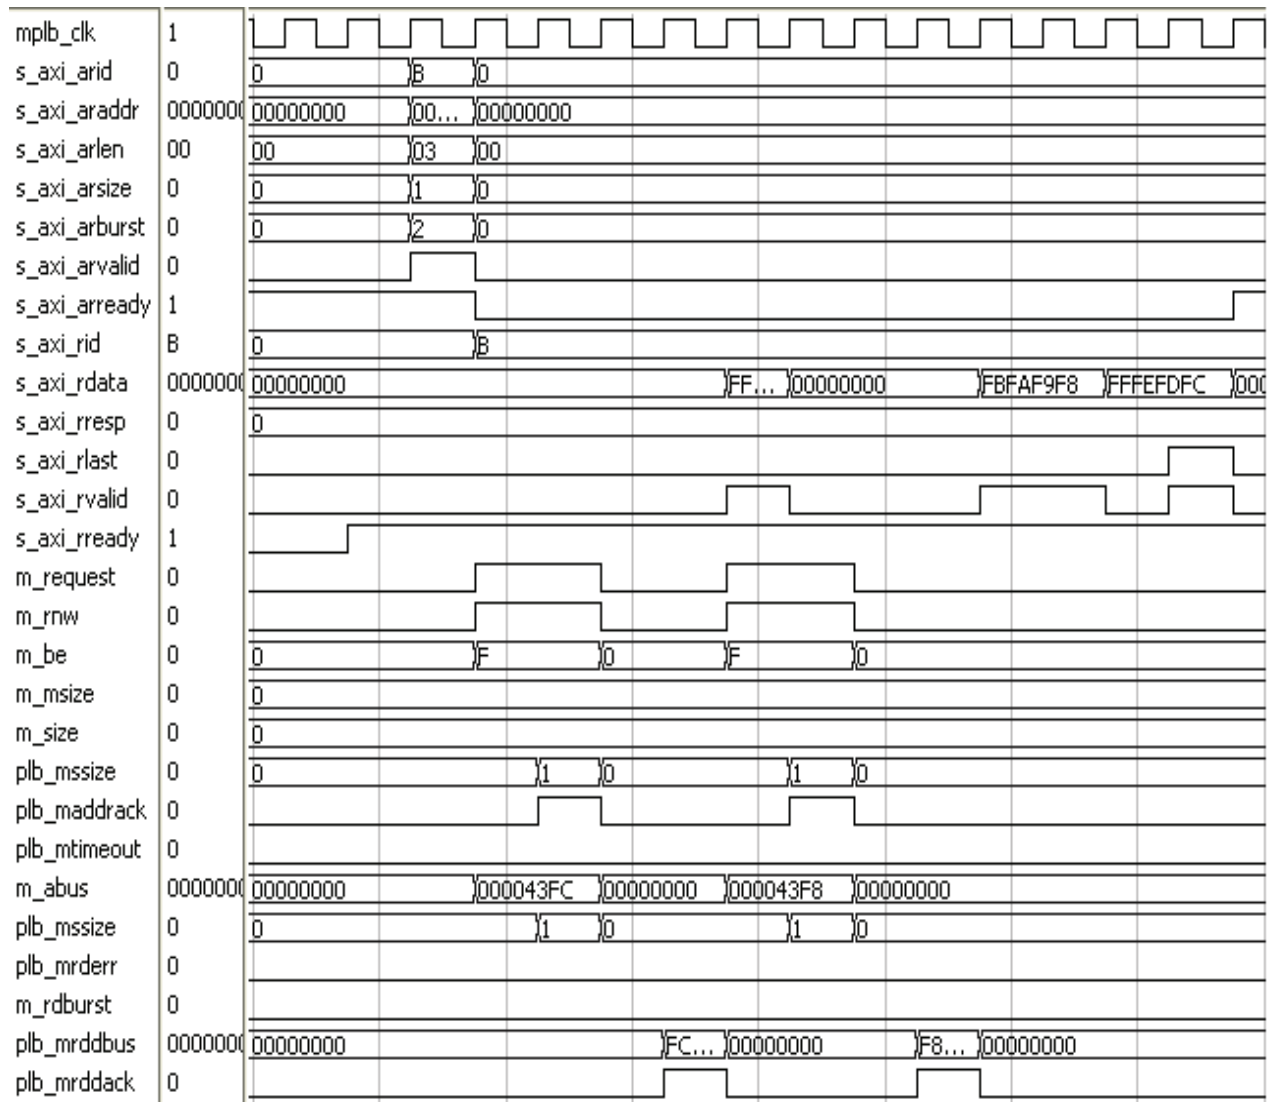 mplb_clk 1
s_axi_arid 0 0 B 0
s_axi_araddr 0000000 00000000 00... 00000000
s_axi_arlen 00 00 03 00
s_axi_arsize 0 0 1 0
s_axi_arburst 0 0 2 0
s_axi_arvalid 0
s_axi_arready 1
s_axi_rid B 0 B
s_axi_rdata 0000000 00000000 FF... 00000000 FBFAF9F8 FFFEFDFC 000
s_axi_rresp 0 0
s_axi_rlast 0
s_axi_rvalid 0
s_axi_rready 1
m_request 0
m_rnw 0
m_be 0 0 F 0 F 0
m_msize 0 0
m_size 0 0
plb_mssize 0 0 1 0 1 0
plb_maddrack 0
plb_mtimeout 0
m_abus 0000000 00000000 000043FC 00000000 000043F8 00000000
plb_mssize 0 0 1 0 1 0
plb_mrderr 0
m_rdburst 0
plb_mrddbus 0000000 00000000 FC... 00000000 F8... 00000000
plb_mrddack 0